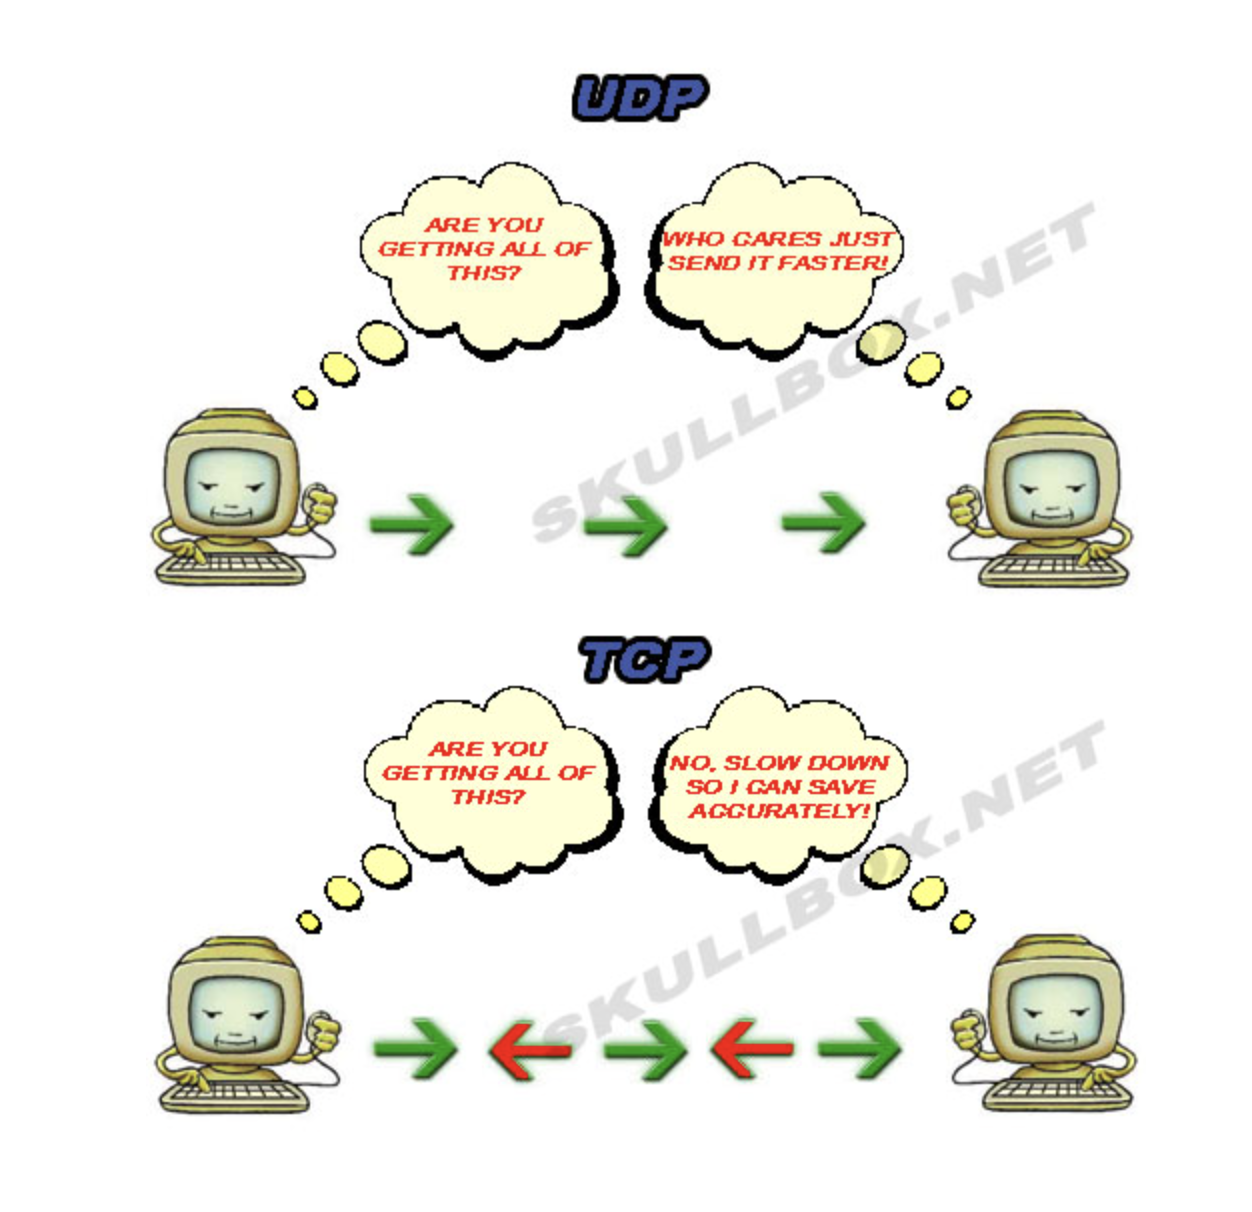 UDP
ARE YOU
GETTING ALL OF
THIS?
WHO CARES JUST
SEND IT FASTER!
SKULLBOX.NET
TCP
ARE YOU
GETTING ALL OF
THIS?
NO, SLOW DOWN
SO I CAN SAVE
ACCURATELY!
SKULLBOX.NET